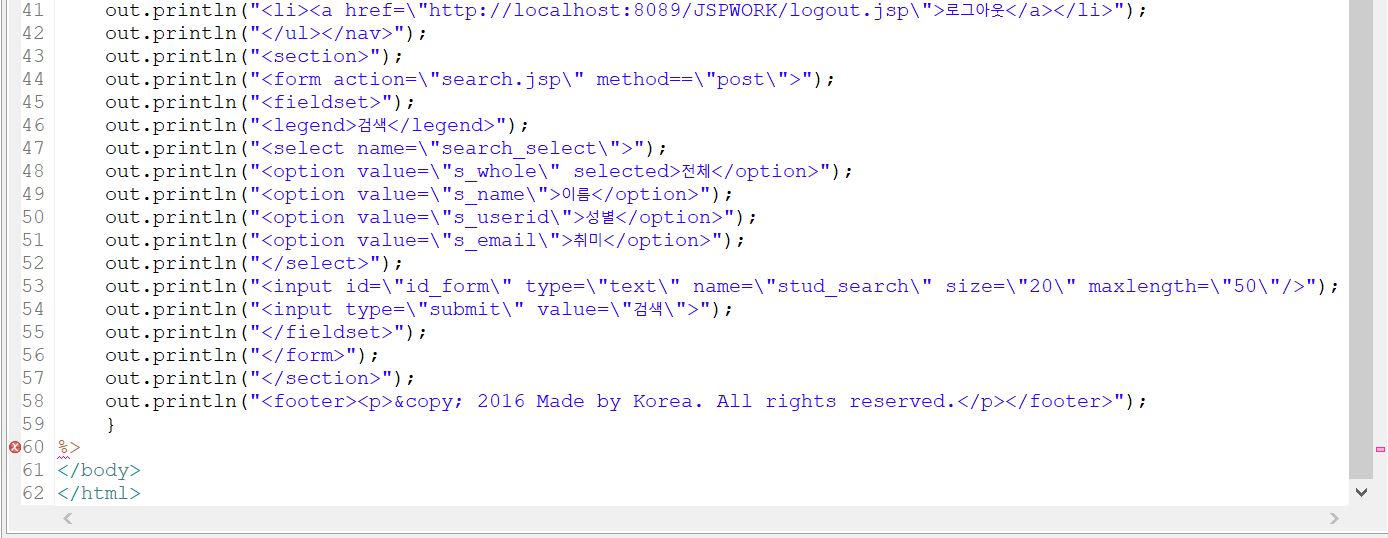 41 out.println("<li><a href=\"http://localhost:8089/JSPWORK/logout.jsp\">로그아웃</a></li>");
42 out.println("</ul></nav>");
43 out.println("<section>");
44 out.println("<form action=\"search.jsp\" method==\"post\">");
45 out.println("<fieldset>");
46 out.println("<legend>검색</legend>");
47 out.println("<select name=\"search_select\">");
48 out.println("<option value=\"s_whole\" selected>전체</option>");
49 out.println("<option value=\"s_name\">이름</option>");
50 out.println("<option value=\"s_userid\">성별</option>");
51 out.println("<option value=\"s_email\">취미</option>");
52 out.println("</select>");
53 out.println("<input id=\"id_form\" type=\"text\" name=\"stud_search\" size=\"20\" maxlength=\"50\"/>");
54 out.println("<input type=\"submit\" value=\"검색\">");
55 out.println("</fieldset>");
56 out.println("</form>");
57 out.println("</section>");
58 out.println("<footer><p>&copy; 2016 Made by Korea. All rights reserved.</p></footer>");
59 }
60 %>
61 </body>
62 </html>